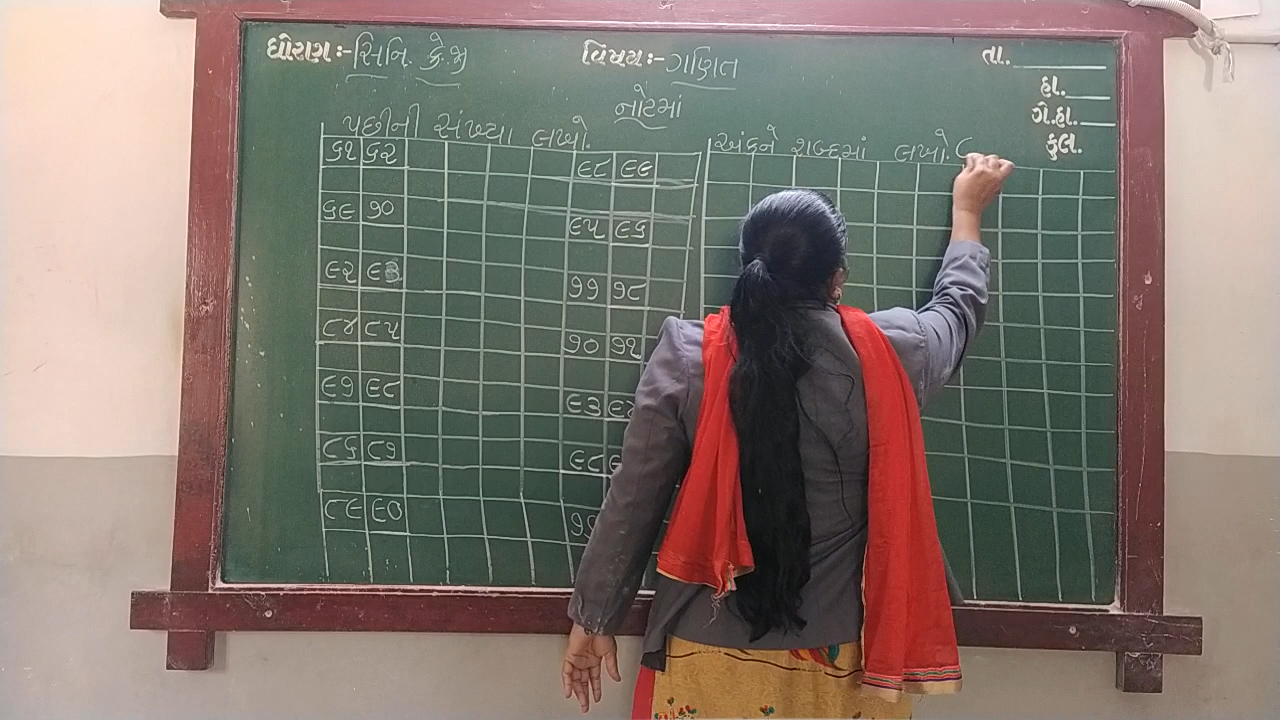 ધોરણ :- સિનિ. કે.જી
વિષય :- ગણિત
તા.
હા.
ગે.હા.
કુલ.
નોટમાં
પછીની સંખ્યા લખો.
૬૧ ૬૨
૬૯ ૭૦
૯૨ ૯૩
૮૪ ૮૫
૯૭ ૯૮
૮૬ ૮૭
૮૯ ૯૦
૯૮ ૯૯
૯૫ ૯૬
૭૭ ૭૮
૭૦ ૭૧
૯૩
૯૮
અંકને શબ્દમાં લખો.